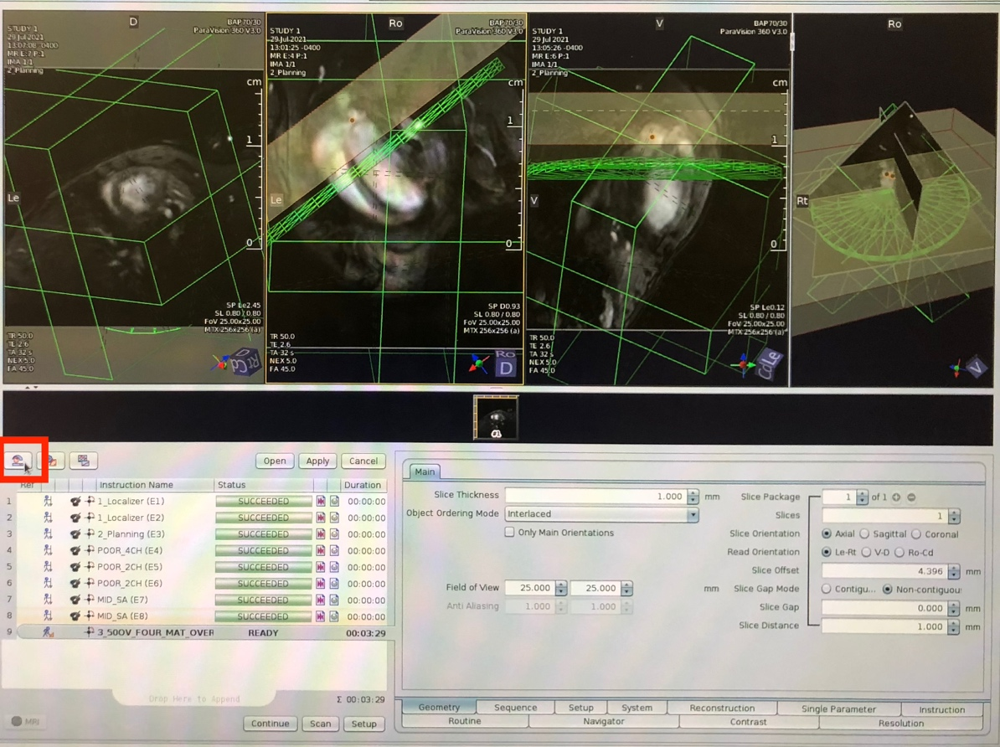 D
STUDY 1
29 Jul 2021
13:07:08 -0400
MR E:7 P:1
IMA 1/1
2_Planning
BAP70/30
ParaVision 360 V3.0
cm
1
0
Le
SP Le2.45
SL 0.80 / 0.80
FoV 25.00x25.00
MTX 256x256 (a)
TR 50.0
TE 2.6
TA 32 s
NEX 5.0
FA 45.0
Rt
Cd
Ro
STUDY 1
29 Jul 2021
13:01:25 -0400
MR E:4 P:1
IMA 1/1
2_Planning
BAP70/30
ParaVision 360 V3.0
cm
1
0
Le
SP D0.93
SL 0.80 / 0.80
FoV 25.00x25.00
MTX 256x256 (a)
TR 50.0
TE 2.6
TA 32 s
NEX 5.0
FA 45.0
Ro
D
V
STUDY 1
29 Jul 2021
13:05:26 -0400
MR E:6 P:1
IMA 1/1
2_Planning
BAP70/30
ParaVision 360 V3.0
cm
1
0
V
SP Le0.12
SL 0.80 / 0.80
FoV 25.00x25.00
MTX 256x256 (a)
TR 50.0
TE 2.6
TA 32 s
NEX 5.0
FA 45.0
Cd
Le
Ro
Rt
V
Open Apply Cancel
Ref Instruction Name Status Duration
1 1_Localizer (E1) SUCCEEDED 00:00:00
2 1_Localizer (E2) SUCCEEDED 00:00:00
3 2_Planning (E3) SUCCEEDED 00:00:00
4 POOR_4CH (E4) SUCCEEDED 00:00:00
5 POOR_2CH (E5) SUCCEEDED 00:00:00
6 POOR_2CH (E6) SUCCEEDED 00:00:00
7 MID_SA (E7) SUCCEEDED 00:00:00
8 MID_SA (E8) SUCCEEDED 00:00:00
9 3_50OV_FOUR_MAT_OVER READY 00:03:29
Drop Here to Append
Σ 00:03:29
MRI
Continue Scan Setup
Main
Slice Thickness 1.000 mm
Object Ordering Mode Interlaced
Only Main Orientations
Field of View 25.000 25.000 mm
Anti Aliasing 1.000 1.000
Slice Package 1 of 1
Slices 1
Slice Orientation Axial Sagittal Coronal
Read Orientation Le-Rt V-D Ro-Cd
Slice Offset 4.396 mm
Slice Gap Mode Contigu... Non-contiguou
Slice Gap 0.000 mm
Slice Distance 1.000 mm
Geometry Sequence Setup System Reconstruction Single Parameter Instruction
Routine Navigator Contrast Resolution